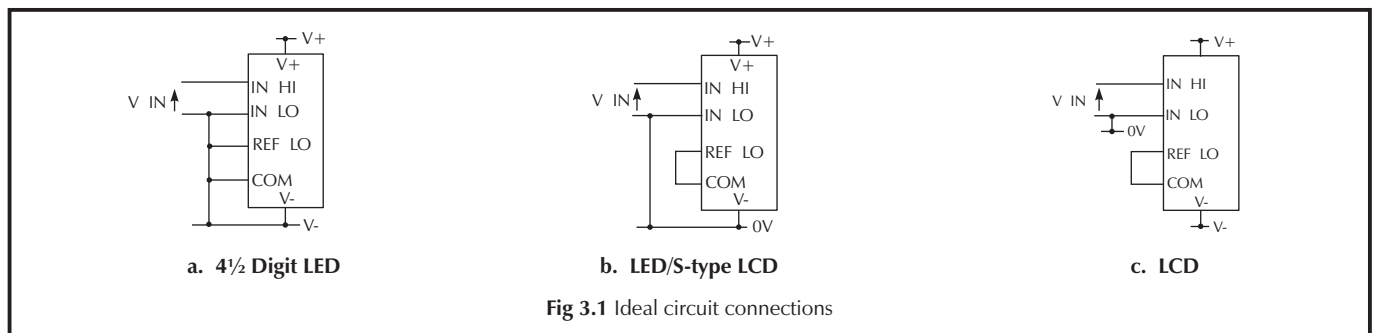 V+
V+
IN HI
V IN
IN LO
REF LO
COM
V-
V-
a. 4½ Digit LED
V+
V+
IN HI
V IN
IN LO
REF LO
COM
V-
0V
b. LED/S-type LCD
V+
IN HI
V IN
IN LO
0V
REF LO
COM
V-
V-
c. LCD
Fig 3.1 Ideal circuit connections